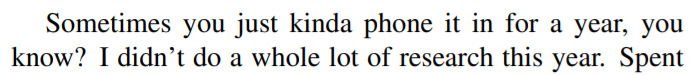 Sometimes you just kinda phone it in for a year, you
know? I didn’t do a whole lot of research this year. Spent